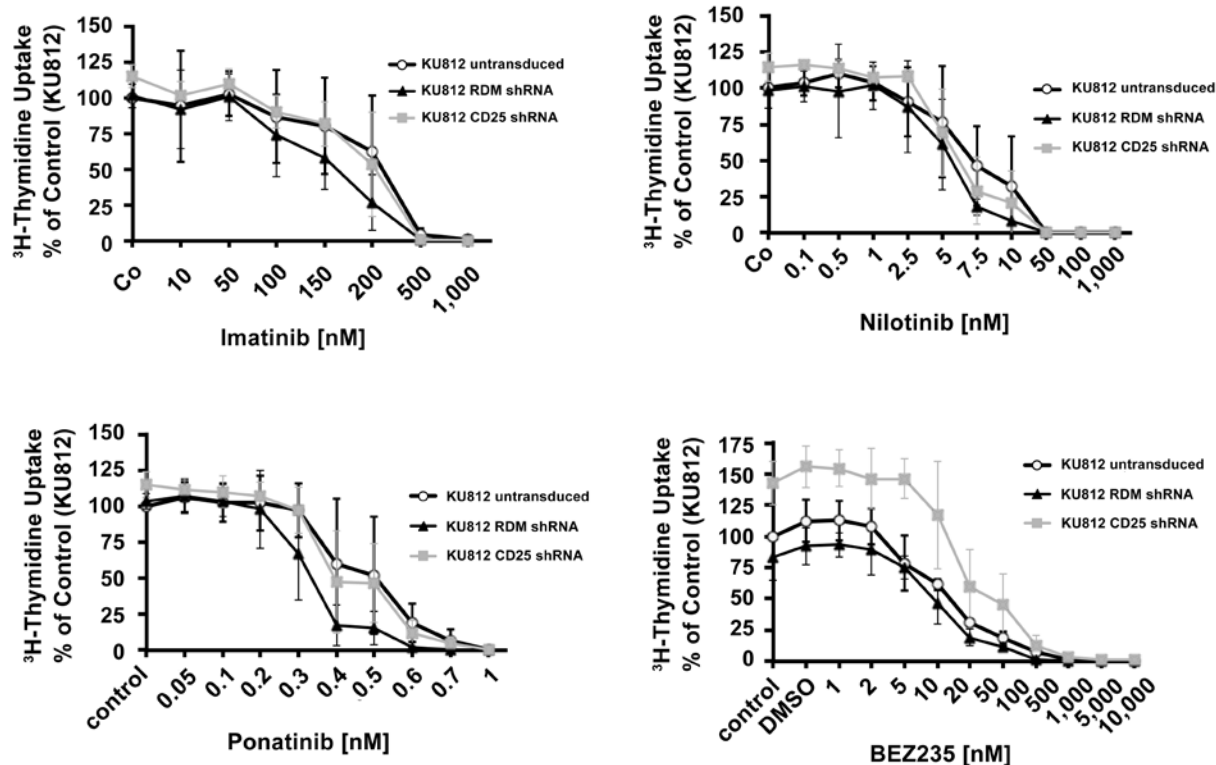 ³H-Thymidine Uptake
% of Control (KU812)
150
125
100
75
50
25
0
KU812 untransduced
KU812 RDM shRNA
KU812 CD25 shRNA
Co
10
50
100
150
200
500
1,000
Imatinib [nM]
³H-Thymidine Uptake
% of Control (KU812)
150
125
100
75
50
25
0
KU812 untransduced
KU812 RDM shRNA
KU812 CD25 shRNA
Co
0.1
0.5
1
2.5
5
7.5
10
50
100
1,000
Nilotinib [nM]
³H-Thymidine Uptake
% of Control (KU812)
150
125
100
75
50
25
0
KU812 untransduced
KU812 RDM shRNA
KU812 CD25 shRNA
control
0.05
0.1
0.2
0.3
0.4
0.5
0.6
0.7
1
Ponatinib [nM]
³H-Thymidine Uptake
% of Control (KU812)
175
150
125
100
75
50
25
0
KU812 untransduced
KU812 RDM shRNA
KU812 CD25 shRNA
control
DMSO
1
2
5
10
20
50
100
500
1,000
5,000
10,000
BEZ235 [nM]